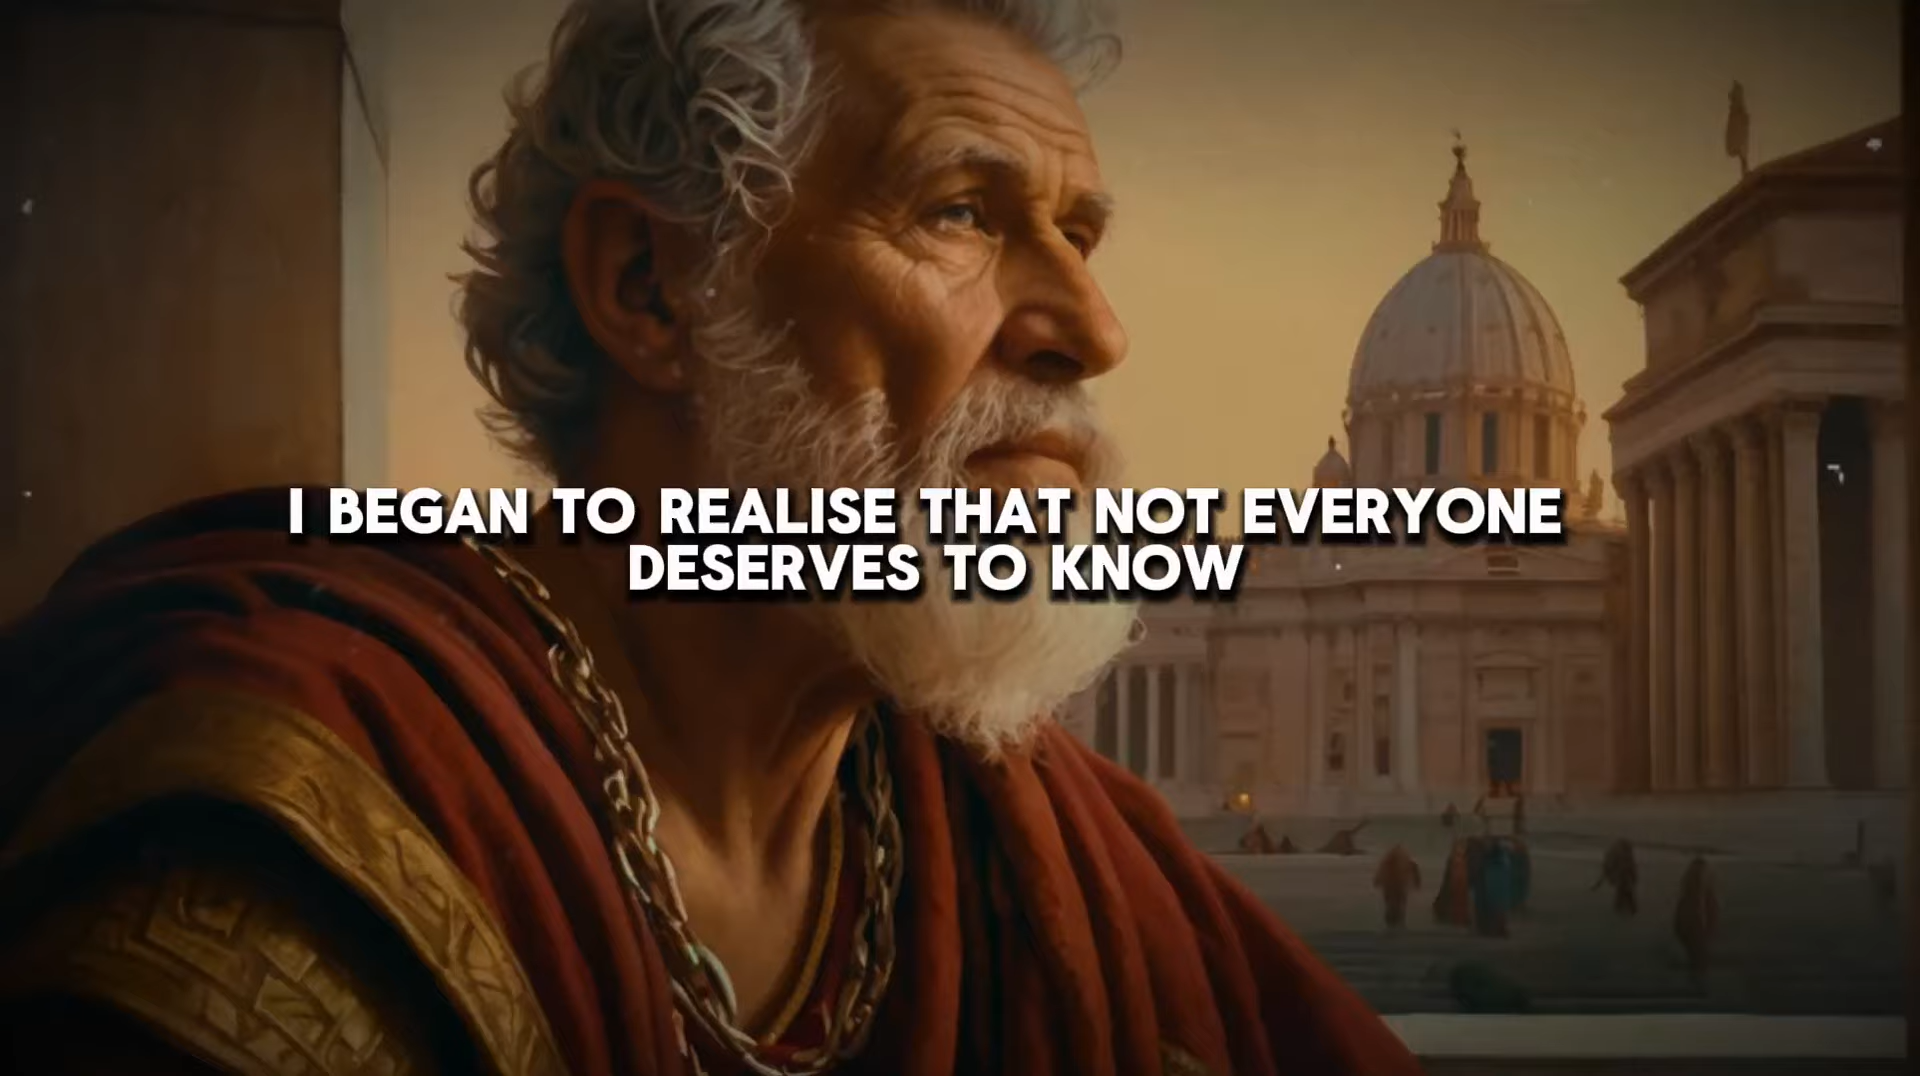 I BEGAN TO REALISE THAT NOT EVERYONE
DESERVES TO KNOW